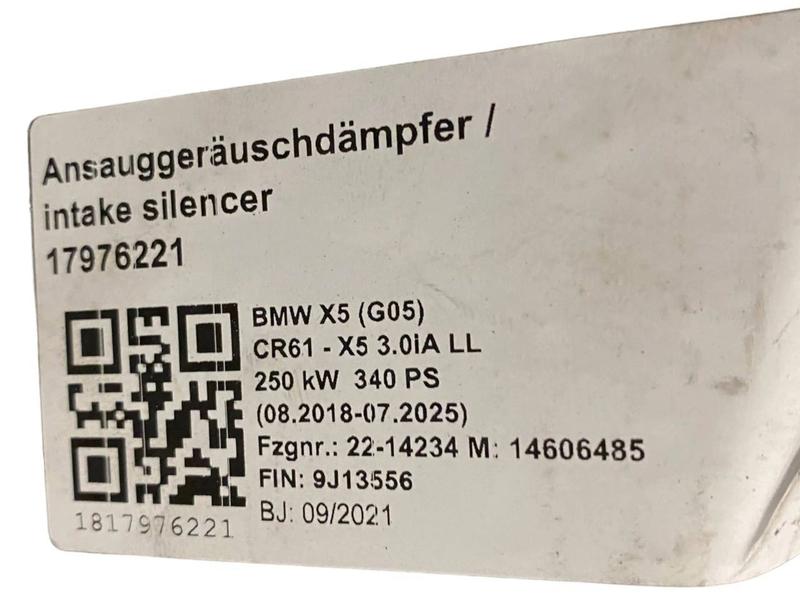 Ansauggeräuschdämpfer /
intake silencer
17976221
BMW X5 (G05)
CR61 - X5 3.0iA LL
250 kW 340 PS
(08.2018-07.2025)
Fzgnr.: 22-14234 M: 14606485
FIN: 9J13556
BJ: 09/2021
1817976221